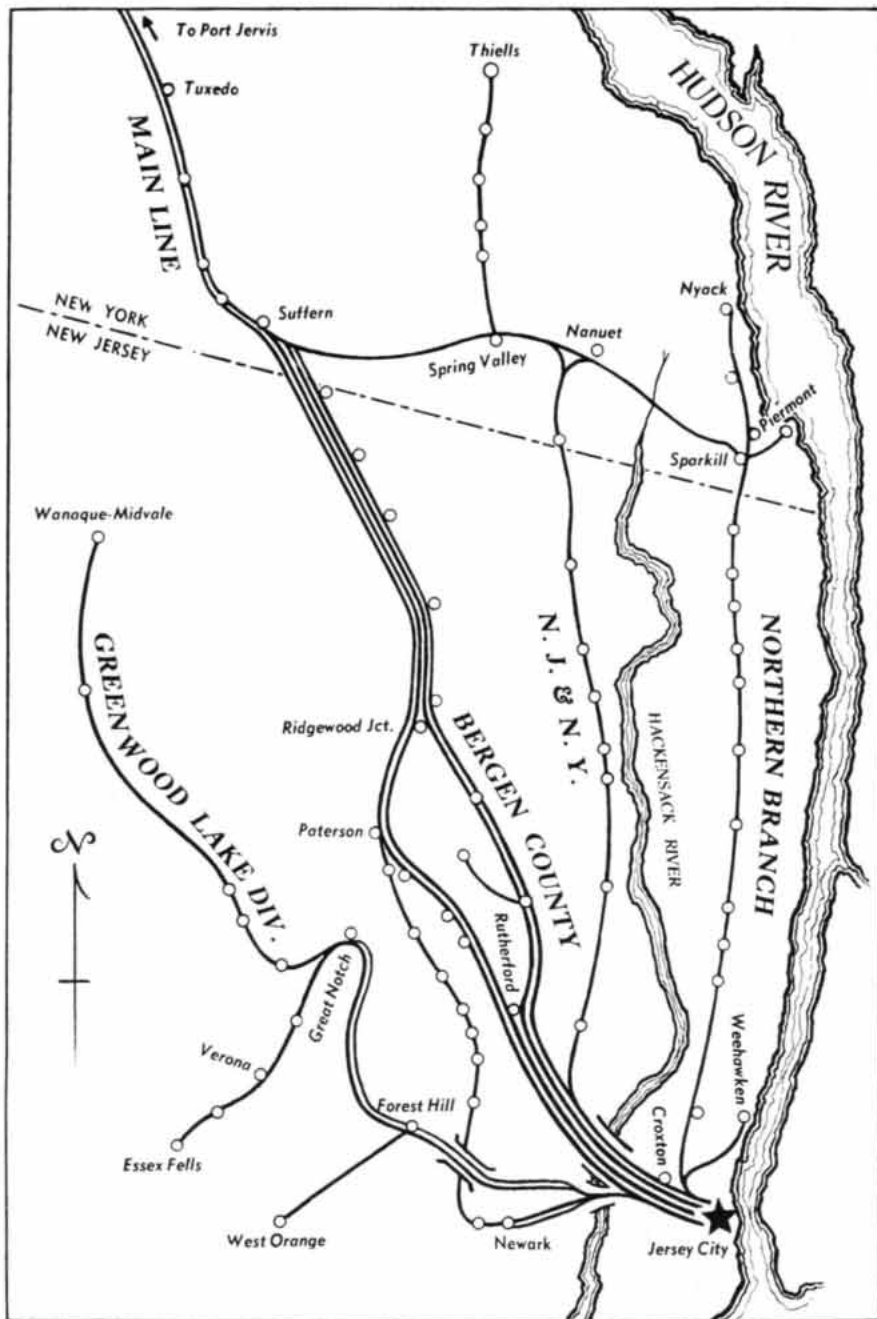 To Port Jervis
Thiells
Tuxedo
HUDSON RIVER
MAIN LINE
Nyack
NEW YORK
NEW JERSEY
Suffern
Nanuet
Spring Valley
Piermont
Sparkill
Wanaque-Midvale
GREENWOOD LAKE DIV.
N. J. & N. Y.
NORTHERN BRANCH
Ridgewood Jct.
BERGEN COUNTY
HACKENSACK RIVER
Paterson
N
Rutherford
Great Notch
Weehawken
Verona
Forest Hill
Croxton
Essex Fells
West Orange
Newark
Jersey City